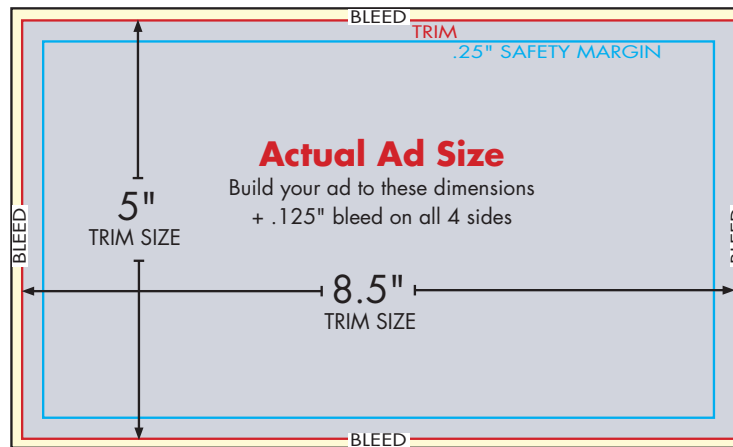 BLEED
TRIM
.25" SAFETY MARGIN
Actual Ad Size
Build your ad to these dimensions
+ .125" bleed on all 4 sides
5"
TRIM SIZE
BLEED
BLEED
8.5"
TRIM SIZE
BLEED